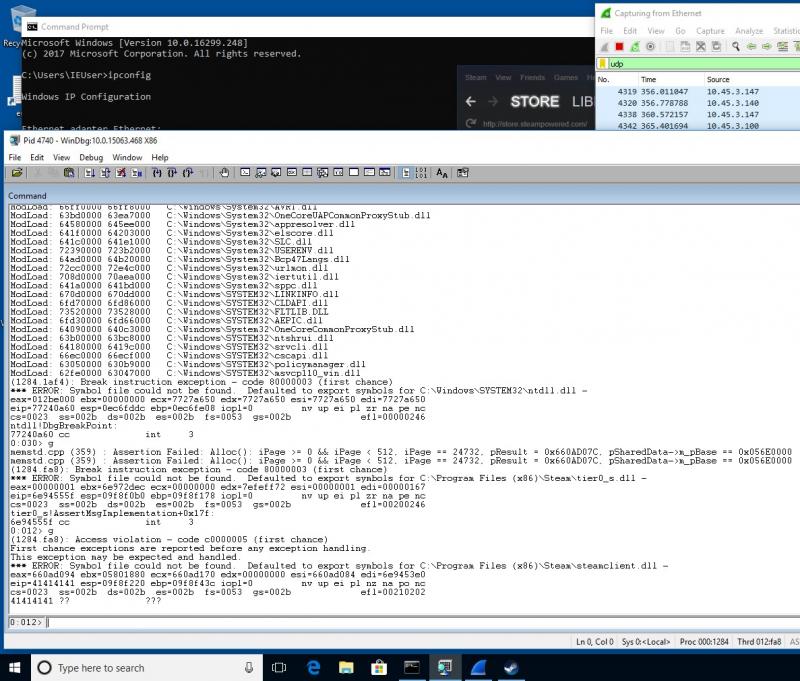 Command Prompt
Microsoft Windows [Version 10.0.16299.248]
(c) 2017 Microsoft Corporation. All rights reserved.
C:\Users\IEUser>ipconfig
Windows IP Configuration
Ethernet adapter Ethernet:
Steam View Friends Games
STORE LIB
http://store.steampowered.com/
Capturing from Ethernet
File Edit View Go Capture Analyze Statistic
udp
No. Time Source
4319 356.011047 10.45.3.147
4320 356.778788 10.45.3.140
4338 360.572157 10.45.3.147
4342 365.401694 10.45.3.100
Pid 4740 - WinDbg:10.0.15063.468 X86
File Edit View Debug Window Help
Command
ModLoad: 66ff0000 66ff8000 C:\Windows\System32\AVRT.dll
ModLoad: 63bd0000 63ea7000 C:\Windows\System32\OneCoreUAPCommonProxyStub.dll
ModLoad: 64580000 645ee000 C:\Windows\System32\appresolver.dll
ModLoad: 641f0000 64203000 C:\Windows\System32\elscore.dll
ModLoad: 641c0000 641e1000 C:\Windows\System32\SLC.dll
ModLoad: 72390000 723b2000 C:\Windows\System32\USERENV.dll
ModLoad: 64ad0000 64b20000 C:\Windows\System32\Bcp47Langs.dll
ModLoad: 72cc0000 72e4c000 C:\Windows\System32\urlmon.dll
ModLoad: 708d0000 70aea000 C:\Windows\System32\iertutil.dll
ModLoad: 641a0000 641bd000 C:\Windows\System32\sppc.dll
ModLoad: 670d0000 670dd000 C:\Windows\SYSTEM32\LINKINFO.dll
ModLoad: 6fd70000 6fd86000 C:\Windows\SYSTEM32\CLDAPI.dll
ModLoad: 73520000 73528000 C:\Windows\SYSTEM32\FLTLIB.DLL
ModLoad: 6fd30000 6fd66000 C:\Windows\SYSTEM32\AEPIC.dll
ModLoad: 64090000 640c3000 C:\Windows\System32\OneCoreCommonProxyStub.dll
ModLoad: 63b00000 63bc8000 C:\Windows\SYSTEM32\ntshrui.dll
ModLoad: 64180000 6419c000 C:\Windows\SYSTEM32\srvcli.dll
ModLoad: 66ec0000 66ecf000 C:\Windows\SYSTEM32\cscapi.dll
ModLoad: 63050000 630b9000 C:\Windows\SYSTEM32\policymanager.dll
ModLoad: 62fe0000 63047000 C:\Windows\SYSTEM32\msvcp110_win.dll
(1284.1af4): Break instruction exception - code 80000003 (first chance)
*** ERROR: Symbol file could not be found. Defaulted to export symbols for C:\Windows\SYSTEM32\ntdll.dll -
eax=012be000 ebx=00000000 ecx=7727a650 edx=7727a650 esi=7727a650 edi=7727a650
eip=77240a60 esp=0ec6fddc ebp=0ec6fe08 iopl=0 nv up ei pl zr na pe nc
cs=0023 ss=002b ds=002b es=002b fs=0053 gs=002b efl=00000246
ntdll!DbgBreakPoint:
77240a60 cc int 3
0:030> g
memstd.cpp (359) : Assertion Failed: Alloc(): iPage >= 0 && iPage < 512, iPage == 24732, pResult = 0x660AD07C, pSharedData->m_pBase == 0x056E0000
memstd.cpp (359) : Assertion Failed: Alloc(): iPage >= 0 && iPage < 512, iPage == 24732, pResult = 0x660AD07C, pSharedData->m_pBase == 0x056E0000
(1284.fa8): Break instruction exception - code 80000003 (first chance)
*** ERROR: Symbol file could not be found. Defaulted to export symbols for C:\Program Files (x86)\Steam\tier0_s.dll -
eax=00000001 ebx=6e972dec ecx=00000000 edx=7efeff72 esi=00000001 edi=00000167
eip=6e94555f esp=09f8f0b0 ebp=09f8f178 iopl=0 nv up ei pl zr na pe nc
cs=0023 ss=002b ds=002b es=002b fs=0053 gs=002b efl=00200246
tier0_s!AssertMsgImplementation+0x17f:
6e94555f cc int 3
0:012> g
(1284.fa8): Access violation - code c0000005 (first chance)
First chance exceptions are reported before any exception handling.
This exception may be expected and handled.
*** ERROR: Symbol file could not be found. Defaulted to export symbols for C:\Program Files (x86)\Steam\steamclient.dll -
eax=660ad094 ebx=05801880 ecx=660ad170 edx=00000000 esi=660ad084 edi=6e9453e0
eip=41414141 esp=09f8f220 ebp=09f8f43c iopl=0 nv up ei pl nz na po nc
cs=0023 ss=002b ds=002b es=002b fs=0053 gs=002b efl=00210202
41414141 ?? ???
0:012>
Ln 0, Col 0 Sys 0:<Local> Proc 000:1284 Thrd 012:fa8 AS
Type here to search